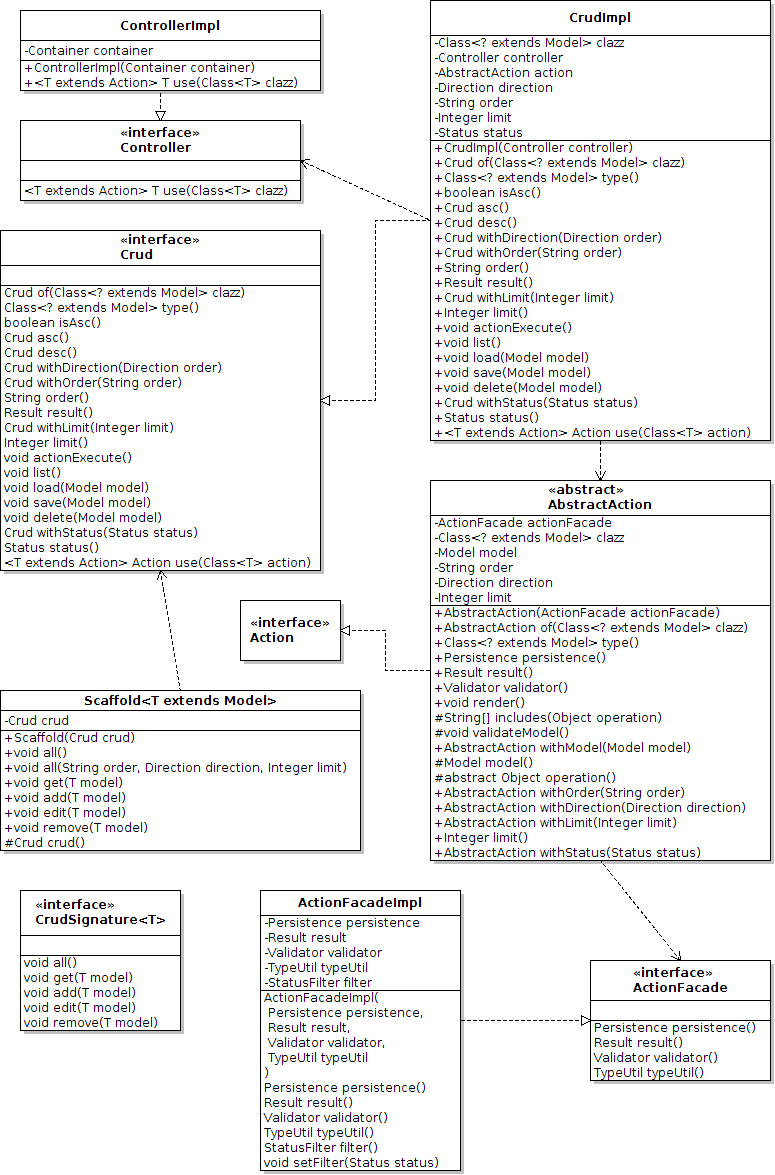 ControllerImpl
-Container container
+ControllerImpl(Container container)
+<T extends Action> T use(Class<T> clazz)
«interface»
Controller
<T extends Action> T use(Class<T> clazz)
«interface»
Crud
Crud of(Class<? extends Model> clazz)
Class<? extends Model> type()
boolean isAsc()
Crud asc()
Crud desc()
Crud withDirection(Direction order)
Crud withOrder(String order)
String order()
Result result()
Crud withLimit(Integer limit)
Integer limit()
void actionExecute()
void list()
void load(Model model)
void save(Model model)
void delete(Model model)
Crud withStatus(Status status)
Status status()
<T extends Action> Action use(Class<T> action)
CrudImpl
-Class<? extends Model> clazz
-Controller controller
-AbstractAction action
-Direction direction
-String order
-Integer limit
-Status status
+CrudImpl(Controller controller)
+Crud of(Class<? extends Model> clazz)
+Class<? extends Model> type()
+boolean isAsc()
+Crud asc()
+Crud desc()
+Crud withDirection(Direction order)
+Crud withOrder(String order)
+String order()
+Result result()
+Crud withLimit(Integer limit)
+Integer limit()
+void actionExecute()
+void list()
+void load(Model model)
+void save(Model model)
+void delete(Model model)
+Crud withStatus(Status status)
+Status status()
+<T extends Action> Action use(Class<T> action)
«abstract»
AbstractAction
-ActionFacade actionFacade
-Class<? extends Model> clazz
-Model model
-String order
-Direction direction
-Integer limit
+AbstractAction(ActionFacade actionFacade)
+AbstractAction of(Class<? extends Model> clazz)
+Class<? extends Model> type()
+Persistence persistence()
+Result result()
+Validator validator()
+void render()
#String[] includes(Object operation)
#void validateModel()
+AbstractAction withModel(Model model)
#Model model()
#abstract Object operation()
+AbstractAction withOrder(String order)
+AbstractAction withDirection(Direction direction)
+AbstractAction withLimit(Integer limit)
+Integer limit()
+AbstractAction withStatus(Status status)
«interface»
Action
Scaffold<T extends Model>
-Crud crud
+Scaffold(Crud crud)
+void all()
+void all(String order, Direction direction, Integer limit)
+void get(T model)
+void add(T model)
+void edit(T model)
+void remove(T model)
#Crud crud()
«interface»
CrudSignature<T>
void all()
void get(T model)
void add(T model)
void edit(T model)
void remove(T model)
ActionFacadeImpl
-Persistence persistence
-Result result
-Validator validator
-TypeUtil typeUtil
-StatusFilter filter
ActionFacadeImpl(
Persistence persistence,
Result result,
Validator validator,
TypeUtil typeUtil
)
Persistence persistence()
Result result()
Validator validator()
TypeUtil typeUtil()
StatusFilter filter()
void setFilter(Status status)
«interface»
ActionFacade
Persistence persistence()
Result result()
Validator validator()
TypeUtil typeUtil()